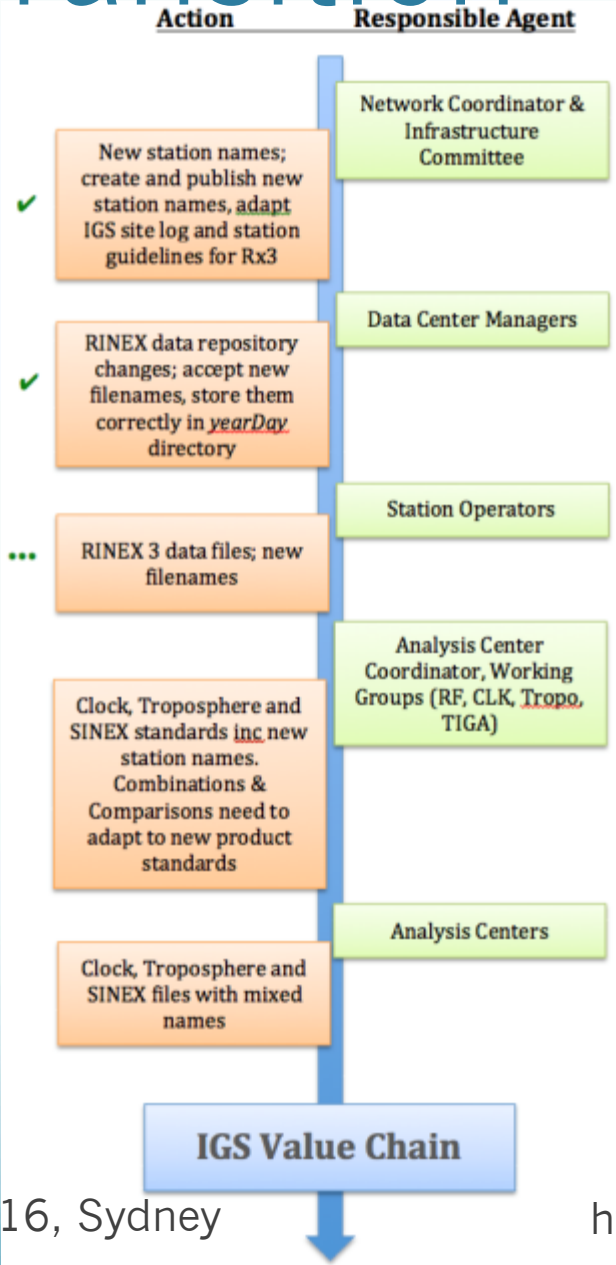 Action Responsible Agent
Network Coordinator &
Infrastructure
Committee
New station names;
create and publish new
station names, adapt
IGS site log and station
guidelines for Rx3
Data Center Managers
RINEX data repository
changes; accept new
filenames, store them
correctly in yearDay
directory
Station Operators
RINEX 3 data files; new
filenames
Analysis Center
Coordinator, Working
Groups (RF, CLK, Tropo,
TIGA)
Clock, Troposphere and
SINEX standards inc new
station names.
Combinations &
Comparisons need to
adapt to new product
standards
Analysis Centers
Clock, Troposphere and
SINEX files with mixed
names
IGS Value Chain
16, Sydney h